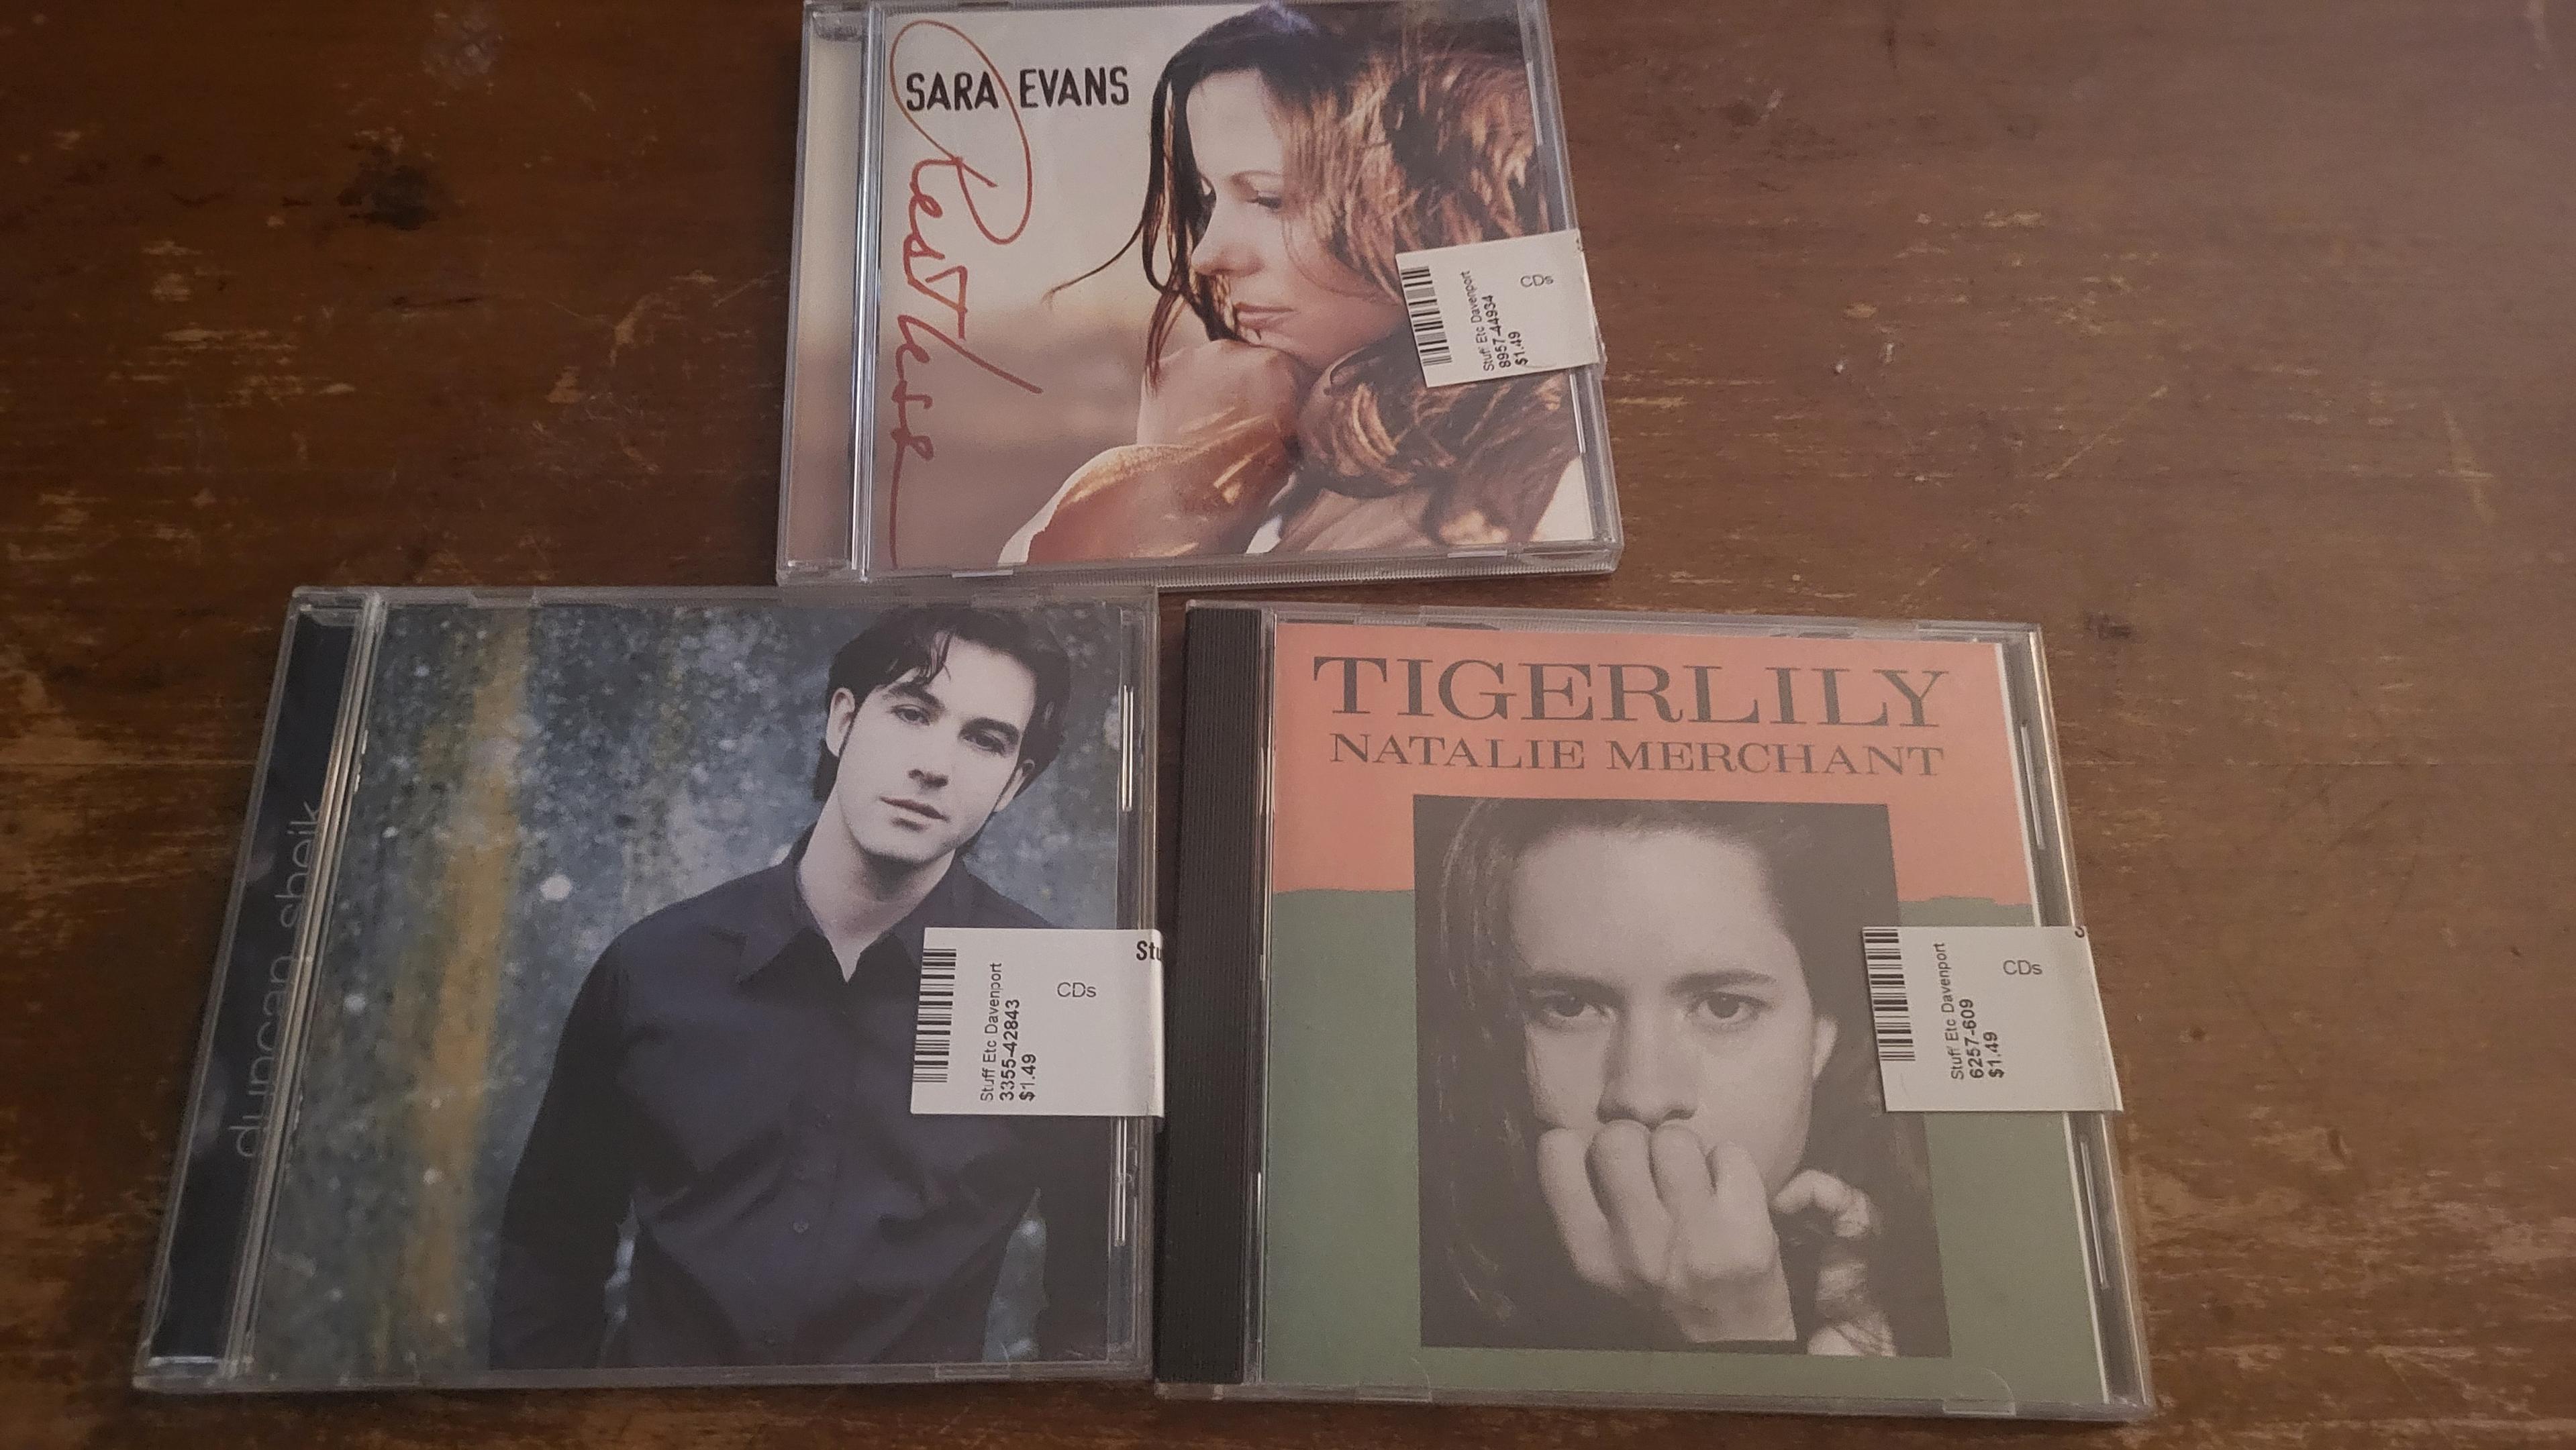 SARA EVANS
Restless
CDs
Stuff Etc Davenport
8957-44934
$1.49
duncan sheik
Stu
CDs
Stuff Etc Davenport
3355-42843
$1.49
TIGERLILY
NATALIE MERCHANT
CDs
Stuff Etc Davenport
6257-609
$1.49